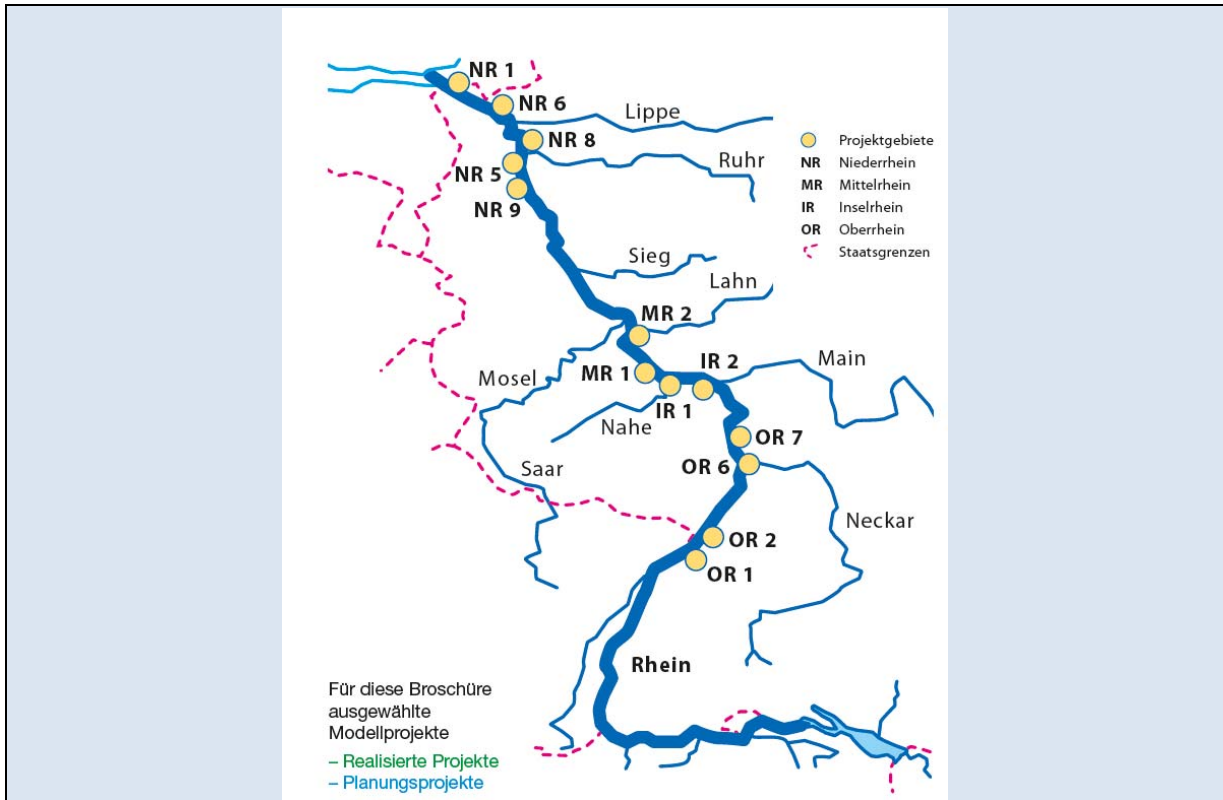 NR 1
NR 6
Lippe
NR 8
Ruhr
NR 5
NR 9
Projektgebiete
NR Niederrhein
MR Mittelrhein
IR Inselrhein
OR Oberrhein
Staatsgrenzen
Sieg
Lahn
MR 2
IR 2
Main
MR 1
Mosel
IR 1
Nahe
OR 7
OR 6
Saar
Neckar
OR 2
OR 1
Rhein
Für diese Broschüre
ausgewählte
Modellprojekte
– Realisierte Projekte
– Planungsprojekte